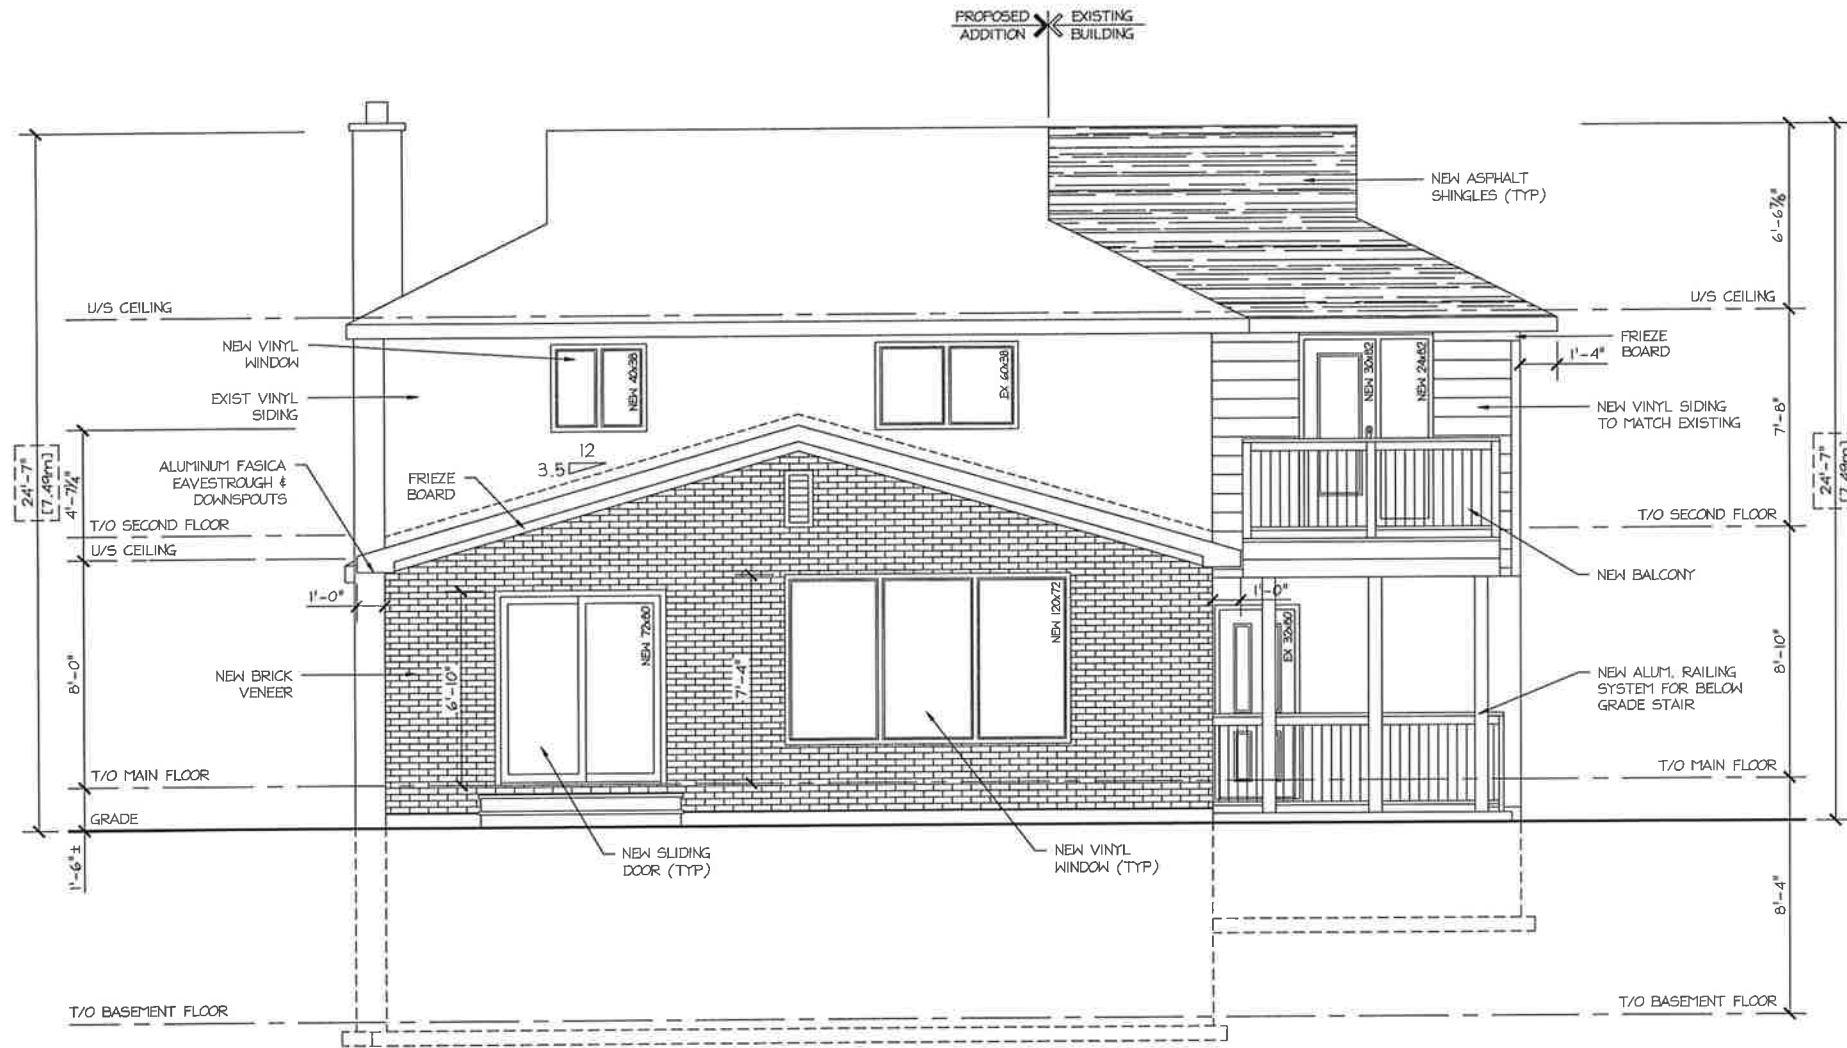 PROPOSED EXISTING
ADDITION BUILDING
NEW ASPHALT
SHINGLES (TYP)
6'-6⅞"
U/S CEILING
U/S CEILING
NEW VINYL
WINDOW
NEW 40x38
EX 60x38
NEW 30x82
NEW 24x82
FRIEZE
BOARD
1'-4"
EXIST VINYL
SIDING
NEW VINYL SIDING
TO MATCH EXISTING
7'-8"
24'-7"
[7.49m]
4'-7¼"
12
3.5
ALUMINUM FASICA
EAVESTROUGH &
DOWNSPOUTS
FRIEZE
BOARD
24'-7"
[7.49m]
T/O SECOND FLOOR
T/O SECOND FLOOR
U/S CEILING
NEW BALCONY
1'-0"
1'-0"
NEW 72x80
NEW 120x72
EX 32x80
8'-0"
6'-10"
7'-4"
8'-10"
NEW BRICK
VENEER
NEW ALUM. RAILING
SYSTEM FOR BELOW
GRADE STAIR
T/O MAIN FLOOR
T/O MAIN FLOOR
GRADE
1'-6"±
NEW SLIDING
DOOR (TYP)
NEW VINYL
WINDOW (TYP)
8'-4"
T/O BASEMENT FLOOR
T/O BASEMENT FLOOR